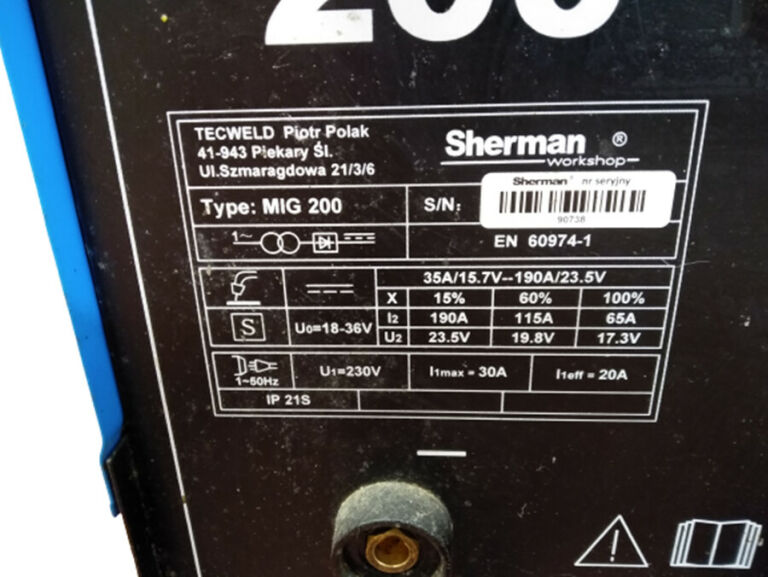 200
TECWELD Piotr Polak
41-943 Piekary Śl.
Ul.Szmaragdowa 21/3/6
Sherman ®
workshop
Type: MIG 200
S/N:
Sherman® nr seryjny
90738
1~
EN 60974-1
35A/15.7V--190A/23.5V
X 15% 60% 100%
S
U0=18-36V
I2 190A 115A 65A
U2 23.5V 19.8V 17.3V
1~50Hz
U1=230V
I1max = 30A
I1eff = 20A
IP 21S